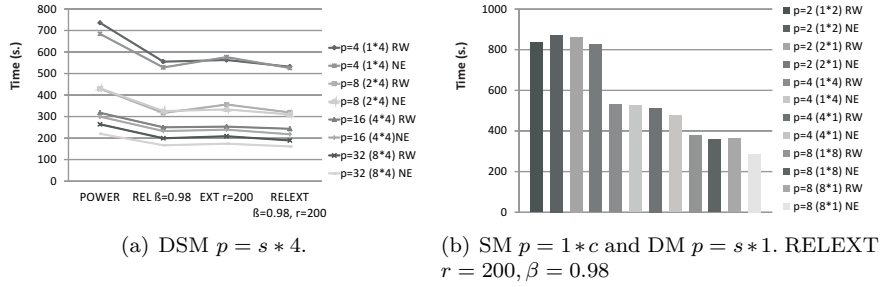 800
700
600
500
400
300
200
100
0
Time (s.)
POWER
REL ß=0.98
EXT r=200
RELEXT
ß=0.98, r=200
p=4 (1*4) RW
p=4 (1*4) NE
p=8 (2*4) RW
p=8 (2*4) NE
p=16 (4*4) RW
p=16 (4*4)NE
p=32 (8*4) RW
p=32 (8*4) NE
(a) DSM p = s ∗ 4.
1000
800
600
400
200
0
Time (s.)
p=2 (1*2) RW
p=2 (1*2) NE
p=2 (2*1) RW
p=2 (2*1) NE
p=4 (1*4) RW
p=4 (1*4) NE
p=4 (4*1) RW
p=4 (4*1) NE
p=8 (1*8) RW
p=8 (1*8) NE
p=8 (8*1) RW
p=8 (8*1) NE
(b) SM p = 1∗c and DM p = s∗1. RELEXT
r = 200, β = 0.98